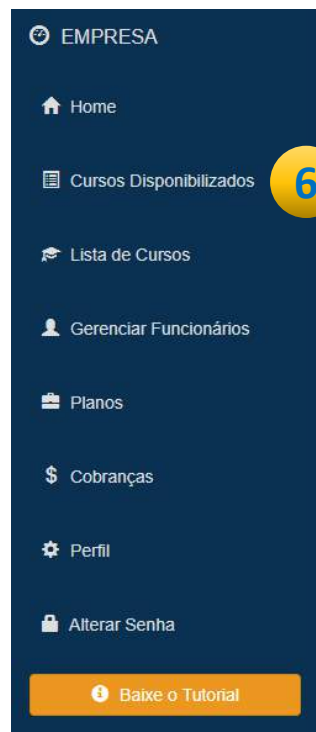 EMPRESA
Home
Cursos Disponibilizados 6
Lista de Cursos
Gerenciar Funcionários
Planos
$ Cobranças
Perfil
Alterar Senha
Baixe o Tutorial